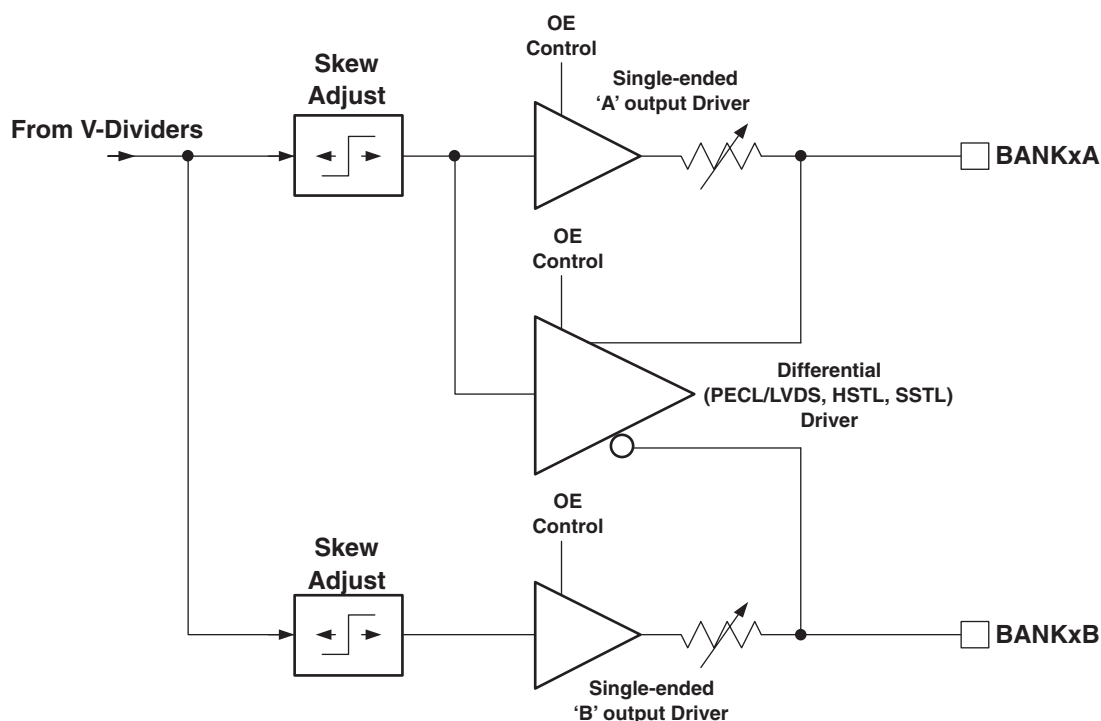 OE
Control
Skew
Adjust
Single-ended
‘A’ output Driver
From V-Dividers
BANKxA
OE
Control
Differential
(PECL/LVDS, HSTL, SSTL)
Driver
OE
Control
Skew
Adjust
BANKxB
Single-ended
‘B’ output Driver